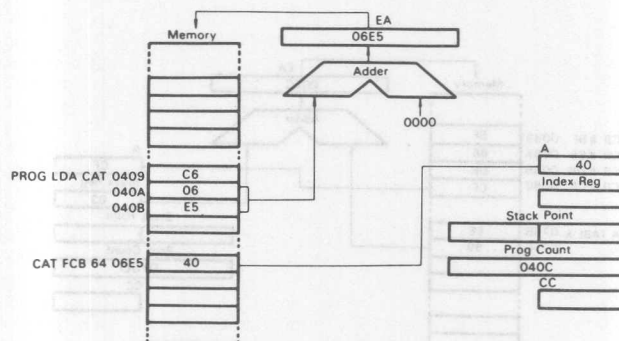 EA
06E5
Memory
Adder
0000
PROG LDA CAT 0409 C6
040A 06
040B E5
CAT FCB 64 06E5 40
A
40
Index Reg
Stack Point
Prog Count
040C
CC